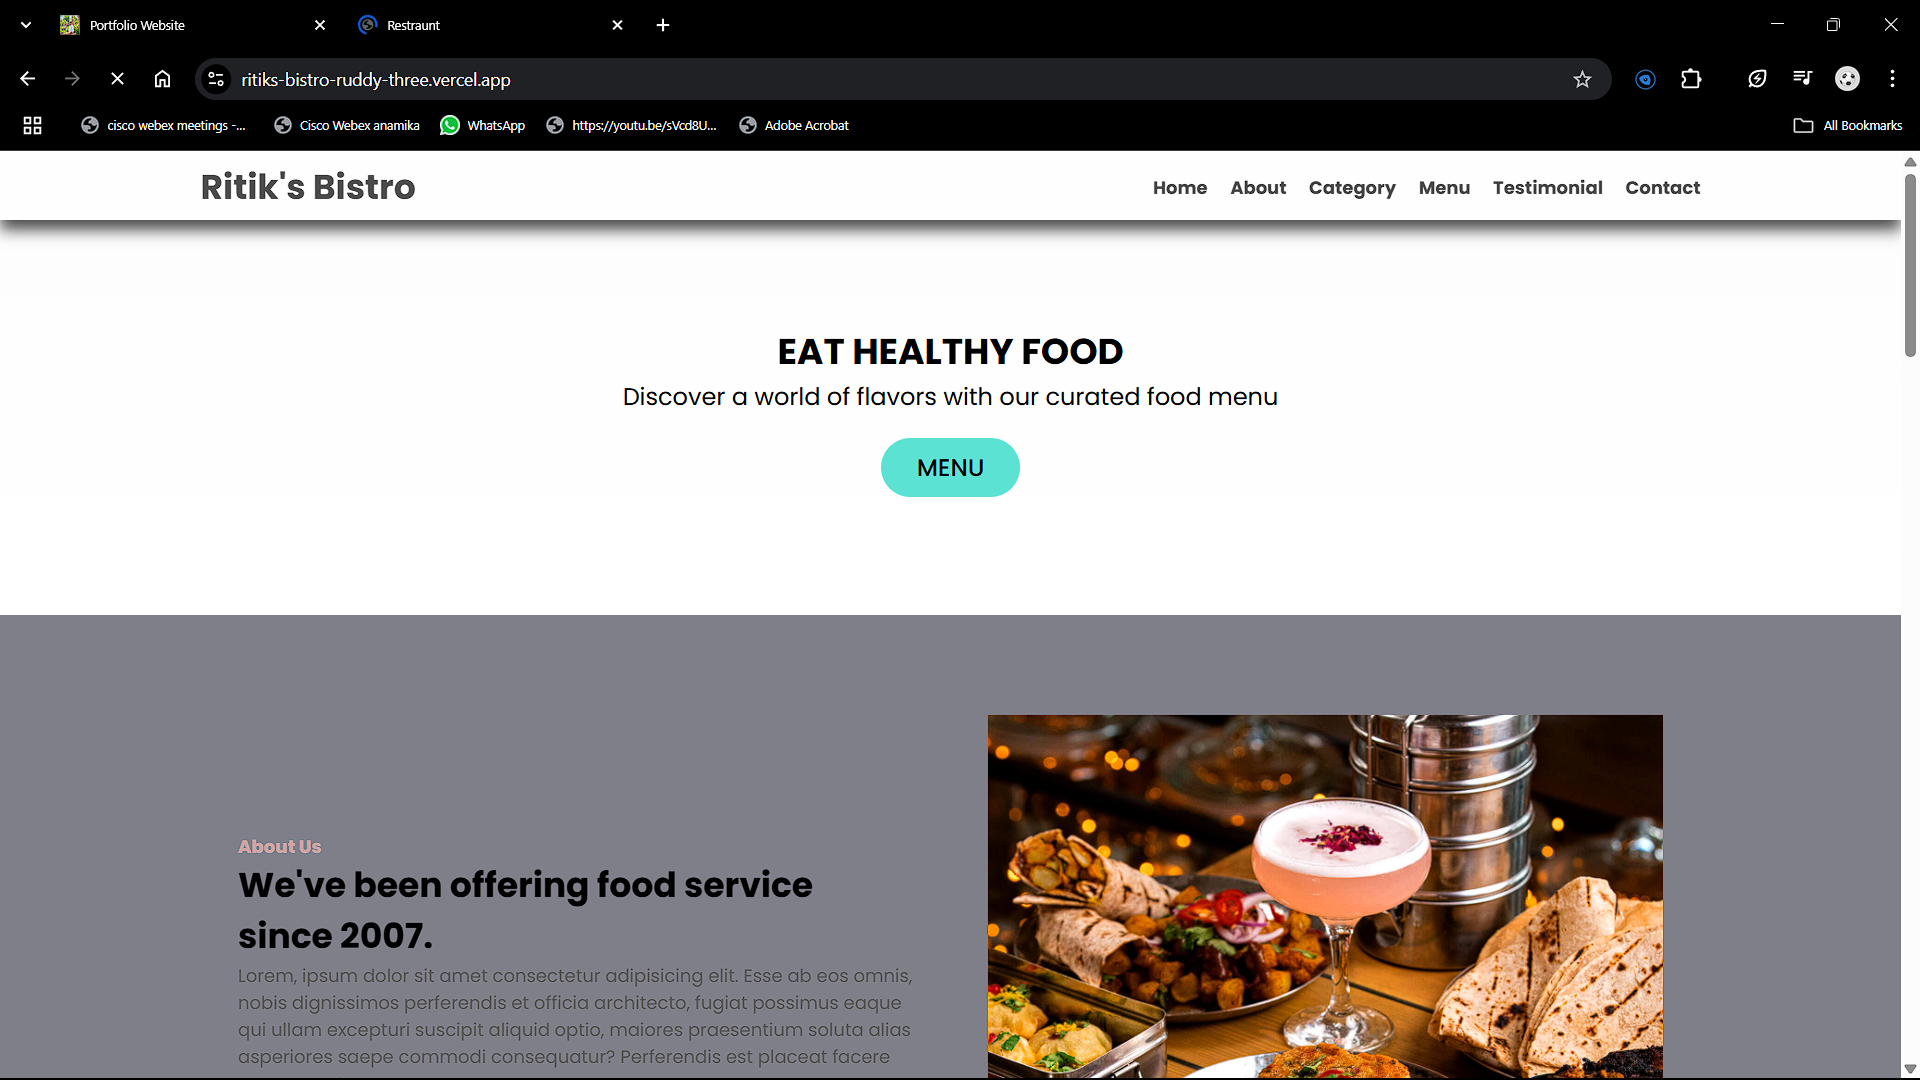 Portfolio Website
Restraunt
ritiks-bistro-ruddy-three.vercel.app
cisco webex meetings -...
Cisco Webex anamika
WhatsApp
https://youtu.be/sVcd8U...
Adobe Acrobat
All Bookmarks
Ritik's Bistro
Home About Category Menu Testimonial Contact
EAT HEALTHY FOOD
Discover a world of flavors with our curated food menu
MENU
About Us
We've been offering food service
since 2007.
Lorem, ipsum dolor sit amet consectetur adipisicing elit. Esse ab eos omnis,
nobis dignissimos perferendis et officia architecto, fugiat possimus eaque
qui ullam excepturi suscipit aliquid optio, maiores praesentium soluta alias
asperiores saepe commodi consequatur? Perferendis est placeat facere